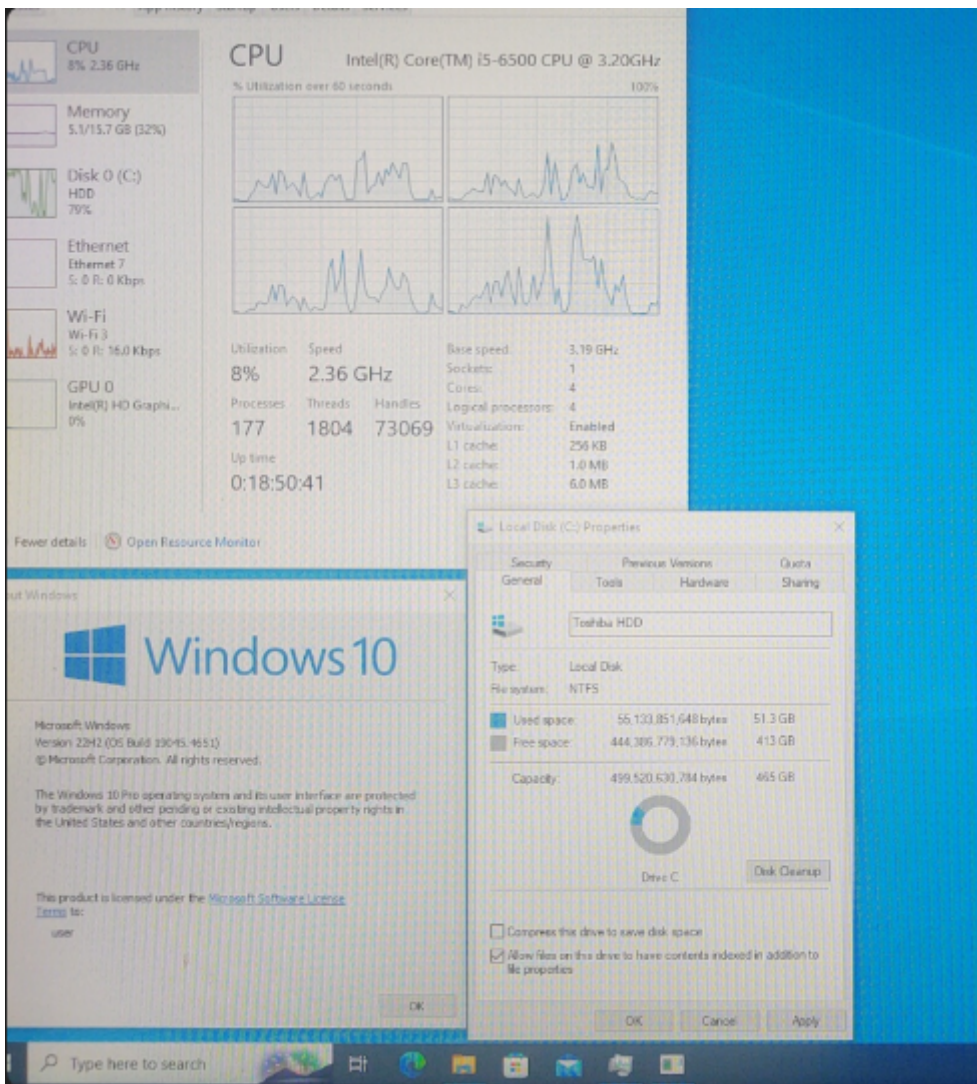 CPU
8% 2.36 GHz
Memory
5.1/15.7 GB (32%)
Disk 0 (C:)
HDD
79%
Ethernet
Ethernet 7
S: 0 R: 0 Kbps
Wi-Fi
Wi-Fi 3
S: 0 R: 16.0 Kbps
GPU 0
Intel(R) HD Graphi...
0%
CPU Intel(R) Core(TM) i5-6500 CPU @ 3.20GHz
% Utilization over 60 seconds 100%
Utilization Speed
8% 2.36 GHz
Processes Threads Handles
177 1804 73069
Up time
0:18:50:41
Base speed: 3.19 GHz
Sockets: 1
Cores: 4
Logical processors: 4
Virtualization: Enabled
L1 cache: 256 KB
L2 cache: 1.0 MB
L3 cache: 6.0 MB
Fewer details Open Resource Monitor
ut Windows
Windows 10
Microsoft Windows
Version 22H2 (OS Build 19045.4651)
© Microsoft Corporation. All rights reserved.
The Windows 10 Pro operating system and its user interface are protected
by trademark and other pending or existing intellectual property rights in
the United States and other countries/regions.
This product is licensed under the Microsoft Software License
Terms to:
user
OK
Local Disk (C:) Properties
Security Previous Versions Quota
General Tools Hardware Sharing
Toshiba HDD
Type: Local Disk
File system: NTFS
Used space: 55,133,851,648 bytes 51.3 GB
Free space: 444,386,779,136 bytes 413 GB
Capacity: 499,520,630,784 bytes 465 GB
Drive C: Disk Cleanup
Compress this drive to save disk space
Allow files on this drive to have contents indexed in addition to
file properties
OK Cancel Apply
Type here to search